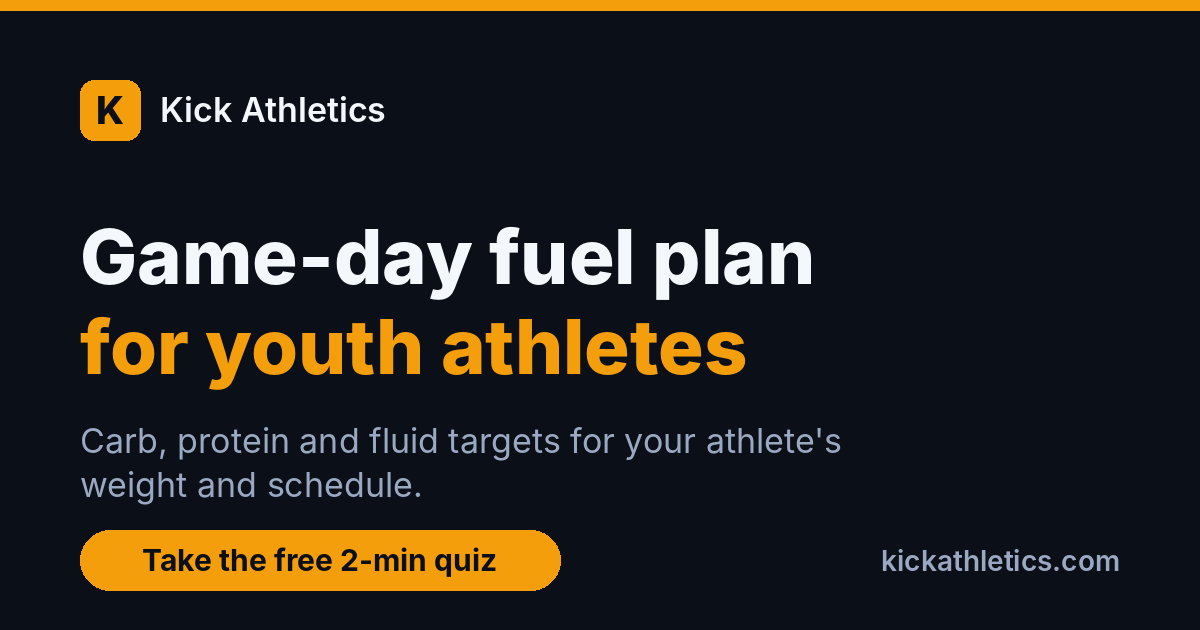 K
Kick Athletics
Game-day fuel plan
for youth athletes
Carb, protein and fluid targets for your athlete's
weight and schedule.
Take the free 2-min quiz
kickathletics.com